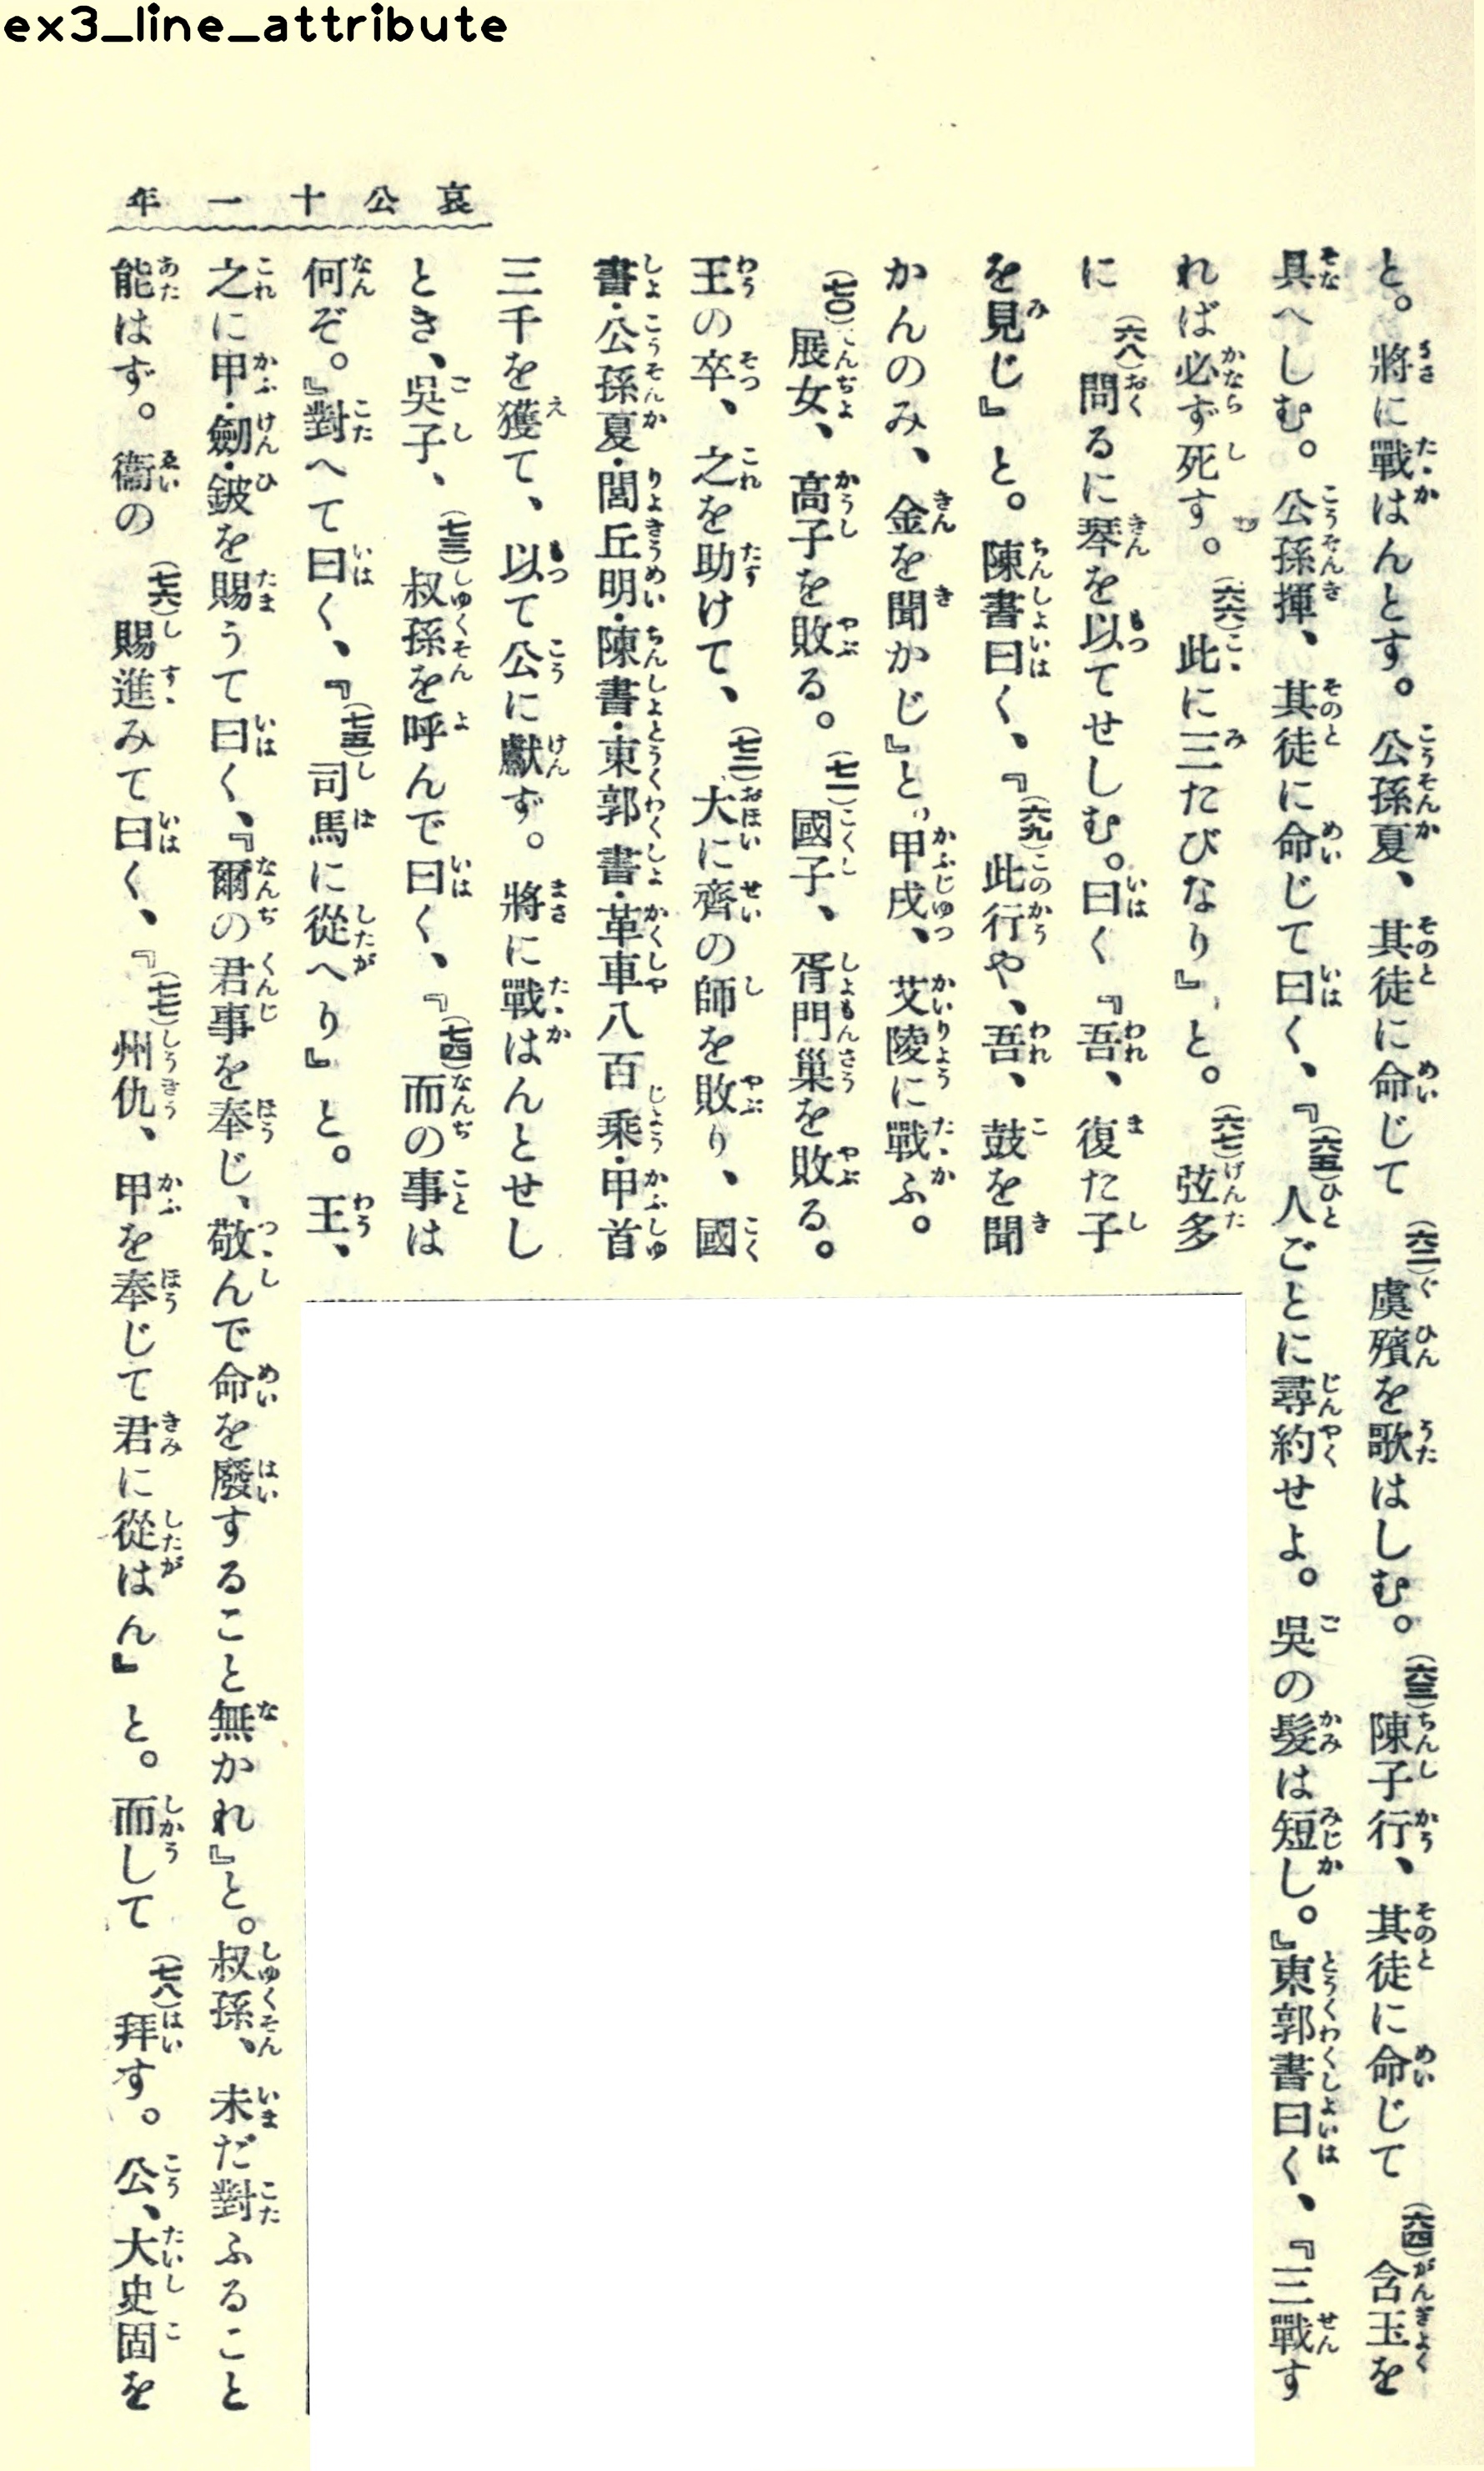 ex3_line_attribute
哀公十一年
と。將に戰はんとす。公孫夏、其徒に命じて(六二)虞殯を歌はしむ。(六三)陳子行、其徒に命じて(六四)含玉を
具へしむ。公孫揮、其徒に命じて曰く、『(六五)人ごとに尋約せよ。吳の髮は短し。』東郭書曰く、『三戰す
れば必ず死す。(六六)此に三たびなり』と。(六七)弦多
に(六八)問るに琴を以てせしむ。曰く『吾、復た子
を見じ』と。陳書曰く、『(六九)此行や、吾、鼓を聞
かんのみ、金を聞かじ』と。甲戌、艾陵に戰ふ。
(七〇)展女、高子を敗る。(七一)國子、胥門巢を敗る。
王の卒、之を助けて、(七二)大に齊の師を敗り、國
書・公孫夏・閭丘明・陳書・東郭書・革車八百乘・甲首
三千を獲て、以て公に獻ず。將に戰はんとせし
とき、吳子、(七三)叔孫を呼んで曰く、『(七四)而の事は
何ぞ。』對へて曰く、『(七五)司馬に從へり』と。王、
之に甲・劒・鈹を賜うて曰く、『爾の君事を奉じ、敬んで命を廢すること無かれ』と。叔孫、未だ對ふること
能はず。衞の(七六)賜進みて曰く、『(七七)州仇、甲を奉じて君に從はん』と。而して(七八)拜す。公、大史固を